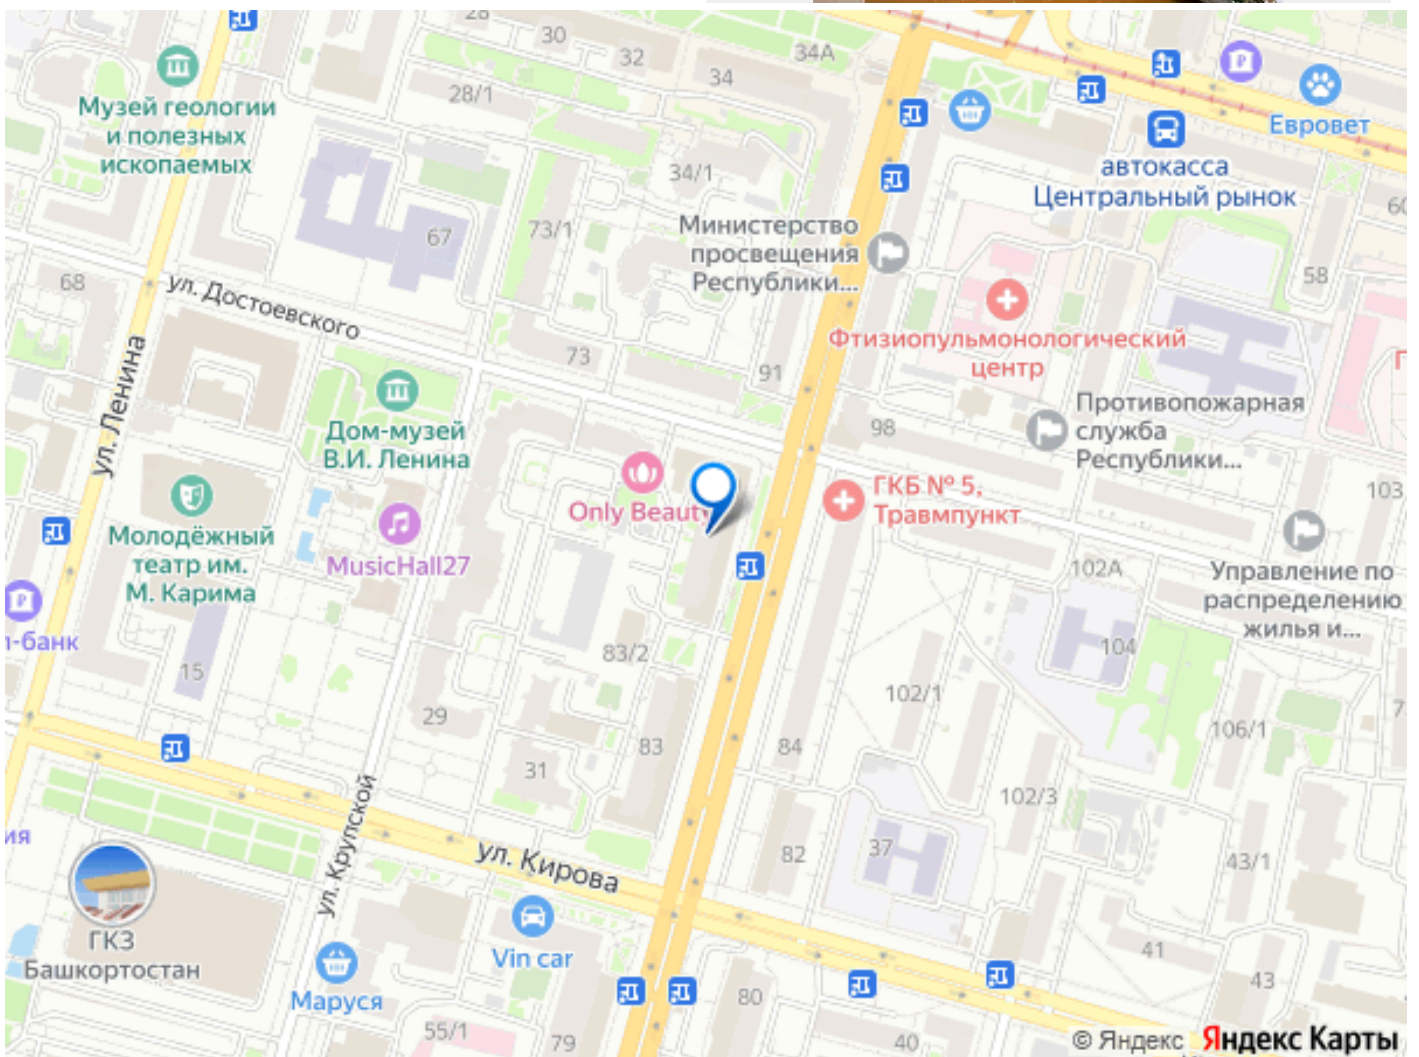 28
30
32
34
34А
28/1
Музей геологии
и полезных
ископаемых
Евровет
автокасса
Центральный рынок
34/1
60
67
73/1
Министерство
просвещения
Республики...
68
58
ул. Достоевского
Фтизиопульмонологический
центр
ул. Ленина
73
91
Противопожарная
служба
Республики...
98
Дом-музей
В.И. Ленина
Only Beauty
ГКБ № 5,
Травмпункт
103
Молодёжный
театр им.
М. Карима
MusicHall27
102А
Управление по
распределению
жилья и...
л-банк
15
83/2
104
102/1
29
83
84
106/1
31
102/3
ул. Крупской
ия
ул. Кирова
82
37
43/1
ГКЗ
Башкортостан
Vin car
41
43
Маруся
80
55/1
79
40
© Яндекс Яндекс Карты